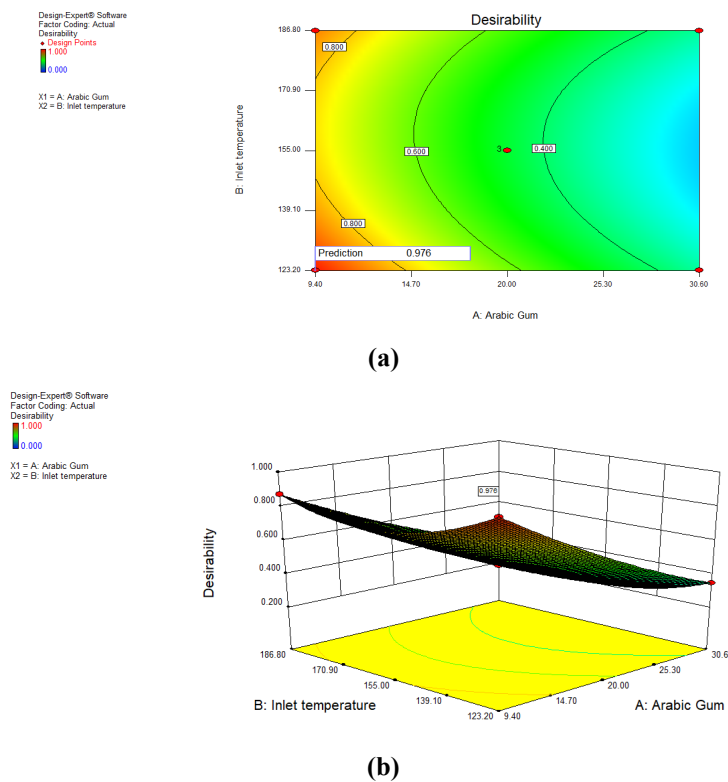 Design-Expert® Software
Factor Coding: Actual
Desirability
Design Points
1.000
0.000
X1 = A: Arabic Gum
X2 = B: Inlet temperature
Desirability
186.80
170.90
155.00
139.10
123.20
B: Inlet temperature
0.800
0.600
3
0.400
0.800
Prediction 0.976
9.40 14.70 20.00 25.30 30.60
A: Arabic Gum
(a)
Design-Expert® Software
Factor Coding: Actual
Desirability
1.000
0.000
X1 = A: Arabic Gum
X2 = B: Inlet temperature
1.000
0.800
0.600
0.400
0.200
Desirability
0.976
186.80
170.90
155.00
139.10
123.20
B: Inlet temperature
9.40
14.70
20.00
25.30
30.6
A: Arabic Gum
(b)